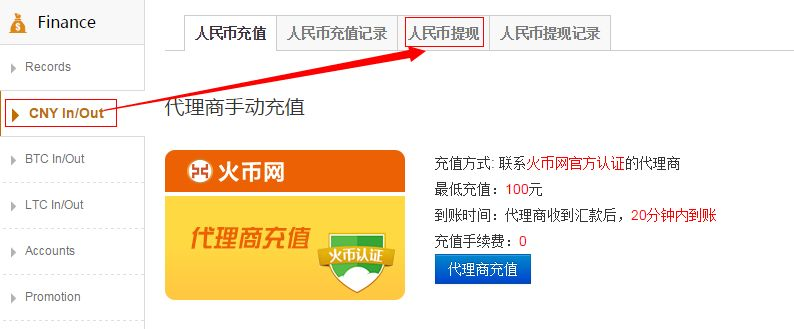 Finance
Records
CNY In/Out
BTC In/Out
LTC In/Out
Accounts
Promotion
人民币充值 人民币充值记录 人民币提现 人民币提现记录
代理商手动充值
火币网
代理商充值
火币认证
充值方式: 联系火币网官方认证的代理商
最低充值：100元
到账时间：代理商收到汇款后，20分钟内到账
充值手续费：0
代理商充值